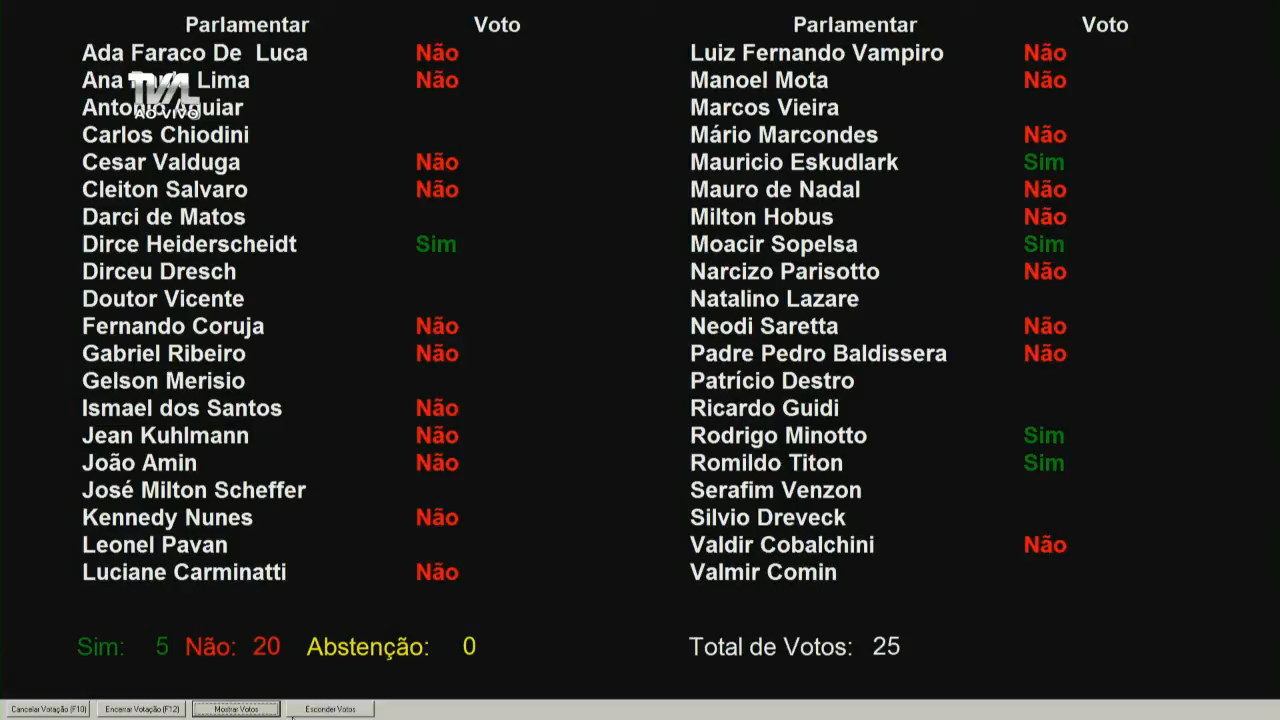 Parlamentar Voto Parlamentar Voto
Ada Faraco De Luca Não Luiz Fernando Vampiro Não
Ana Lima Não Manoel Mota Não
TVAL
AO VIVO
Antonio Aguiar Marcos Vieira
Carlos Chiodini Mário Marcondes Não
Cesar Valduga Não Mauricio Eskudlark Sim
Cleiton Salvaro Não Mauro de Nadal Não
Darci de Matos Milton Hobus Não
Dirce Heiderscheidt Sim Moacir Sopelsa Sim
Dirceu Dresch Narcizo Parisotto Não
Doutor Vicente Natalino Lazare
Fernando Coruja Não Neodi Saretta Não
Gabriel Ribeiro Não Padre Pedro Baldissera Não
Gelson Merisio Patrício Destro
Ismael dos Santos Não Ricardo Guidi
Jean Kuhlmann Não Rodrigo Minotto Sim
João Amin Não Romildo Titon Sim
José Milton Scheffer Serafim Venzon
Kennedy Nunes Não Silvio Dreveck
Leonel Pavan Valdir Cobalchini Não
Luciane Carminatti Não Valmir Comin
Sim: 5 Não: 20 Abstenção: 0 Total de Votos: 25
Cancelar Votação (F10) Encerrar Votação (F12) Mostrar Votos Esconder Votos